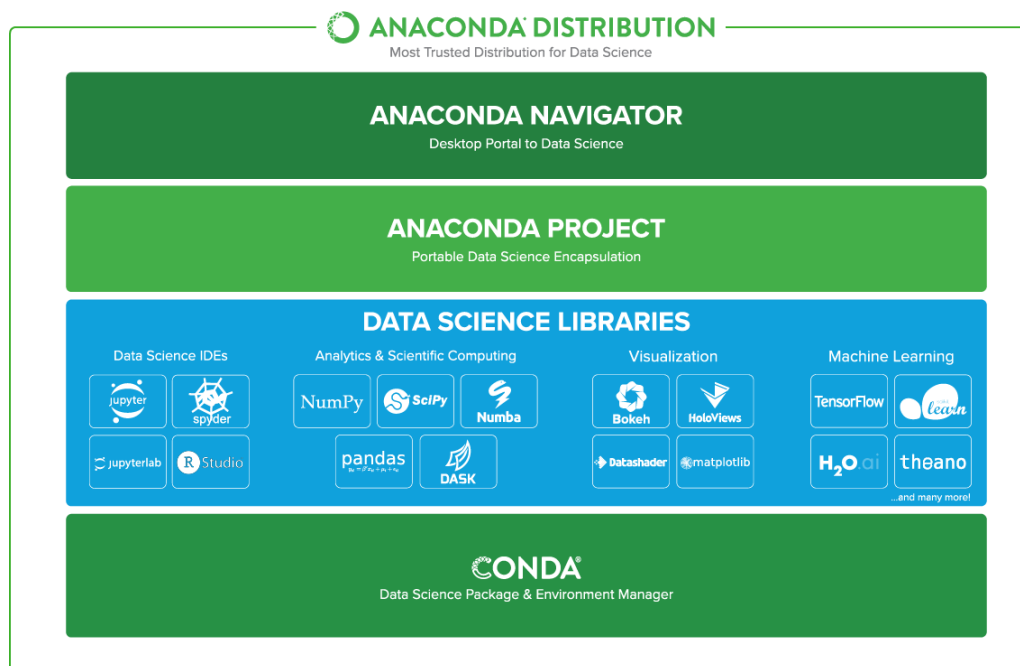 ANACONDA DISTRIBUTION
Most Trusted Distribution for Data Science
ANACONDA NAVIGATOR
Desktop Portal to Data Science
ANACONDA PROJECT
Portable Data Science Encapsulation
DATA SCIENCE LIBRARIES
Data Science IDEs
jupyter
spyder
jupyterlab
R Studio
Analytics & Scientific Computing
NumPy
SciPy
Numba
pandas
DASK
Visualization
Bokeh
HoloViews
Datashader
matplotlib
Machine Learning
TensorFlow
learn
H₂O.ai
theano
...and many more!
CONDA®
Data Science Package & Environment Manager